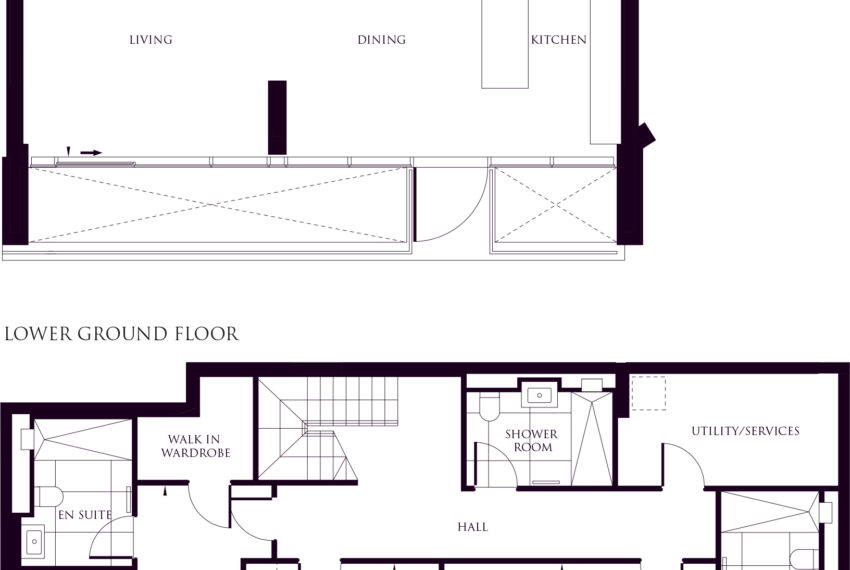 LIVING
DINING
KITCHEN
LOWER GROUND FLOOR
WALK IN
WARDROBE
SHOWER
ROOM
UTILITY/SERVICES
EN SUITE
HALL